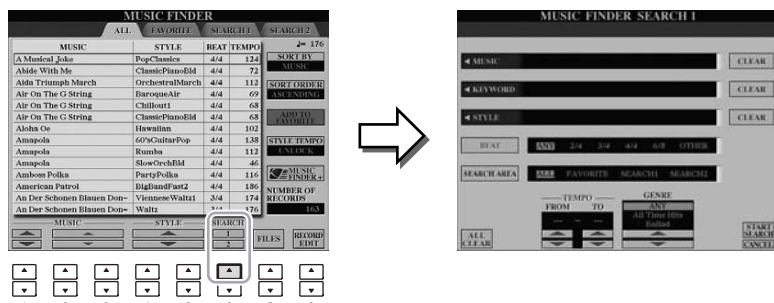 MUSIC FINDER
ALL FAVORITE SEARCH 1 SEARCH 2
MUSIC STYLE BEAT TEMPO ♩= 176
A Musical Joke PopClassics 4/4 124
Abide With Me ClassicPianoBld 4/4 72
Aida Triumph March OrchestralMarch 4/4 112
Air On The G String BaroqueAir 4/4 69
Air On The G String Chillout1 4/4 68
Air On The G String ClassicPianoBld 4/4 68
Aloha Oe Hawaiian 4/4 102
Amapola 60'sGuitarPop 4/4 138
Amapola Rumba 4/4 112
Amapola SlowOrchBld 4/4 46
Amboss Polka PartyPolka 4/4 116
American Patrol BigBandFast2 4/4 186
An Der Schonen Blauen Don~ VienneseWaltz1 3/4 174
An Der Schonen Blauen Don~ Waltz 3/4 176
SORT BY
MUSIC
SORT ORDER
ASCENDING
ADD TO
FAVORITE
STYLE TEMPO
UNLOCK
MUSIC
FINDER+
NUMBER OF
RECORDS
163
MUSIC STYLE SEARCH
1
2
FILES
RECORD
EDIT
MUSIC FINDER SEARCH 1
MUSIC CLEAR
KEYWORD CLEAR
STYLE CLEAR
BEAT ANY 2/4 3/4 4/4 6/8 OTHER
SEARCH AREA ALL FAVORITE SEARCH1 SEARCH2
TEMPO
FROM TO
--- ~ ---
GENRE
ANY
All Time Hits
Ballad
ALL
CLEAR
START
SEARCH
CANCEL